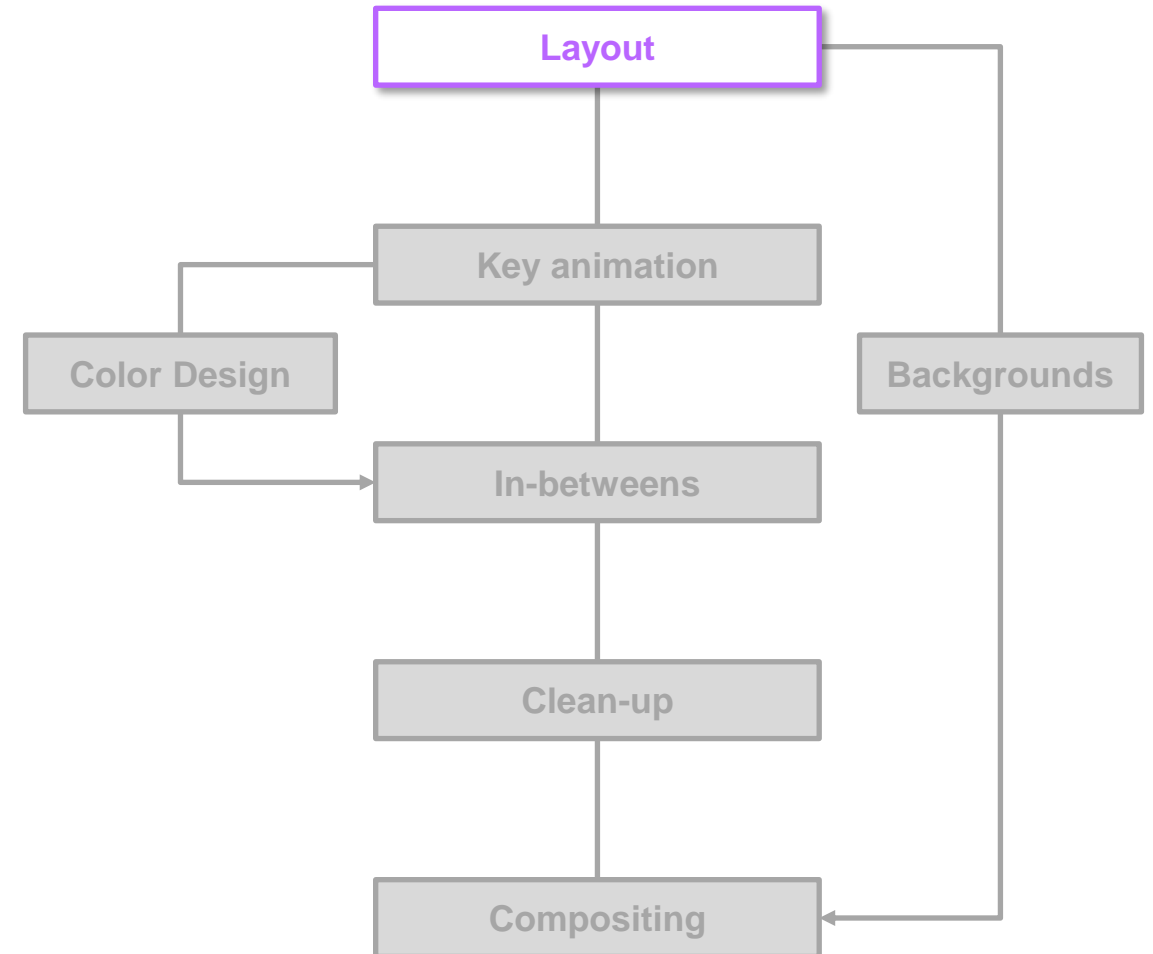 Layout
Key animation
Color Design
Backgrounds
In-betweens
Clean-up
Compositing